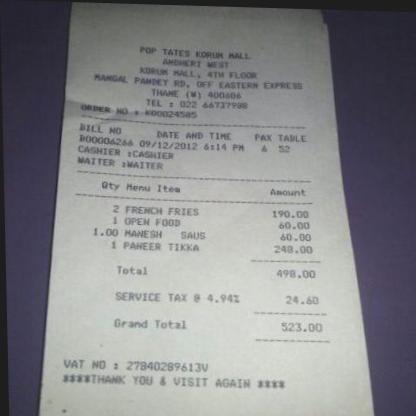 POP TATES KORUM MALL
ANDHERI WEST
KORUM MALL, 4TH FLOOR
MANGAL PANDEY RD, OFF EASTERN EXPRESS
THANE (W) 400606
TEL : 022 66737988
ORDER NO : K00024505
BILL NO DATE AND TIME PAX TABLE
B00006266 09/12/2012 6:14 PM 6 52
CASHIER :CASHIER
WAITER :WAITER
Qty Menu Item Amount
2 FRENCH FRIES 190.00
1 OPEN FOOD 60.00
1.00 MANESH SAUS 60.00
1 PANEER TIKKA 248.00
Total 498.00
SERVICE TAX @ 4.94% 24.60
Grand Total 523.00
VAT NO : 27840289613V
****THANK YOU & VISIT AGAIN ****